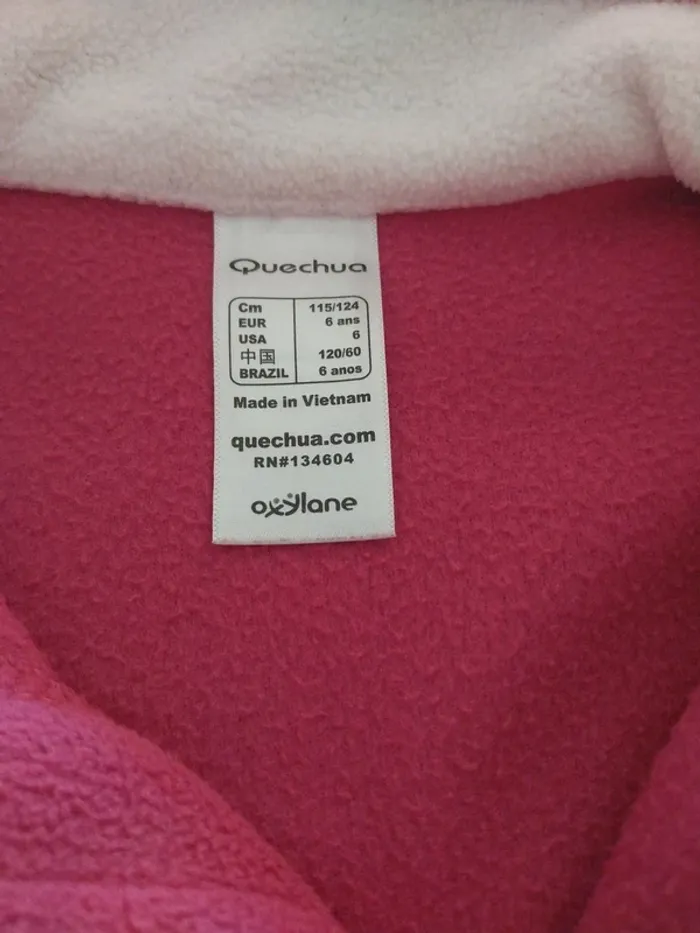 Quechua
Cm 115/124
EUR 6 ans
USA 6
中国 120/60
BRAZIL 6 anos
Made in Vietnam
quechua.com
RN#134604
oxylane